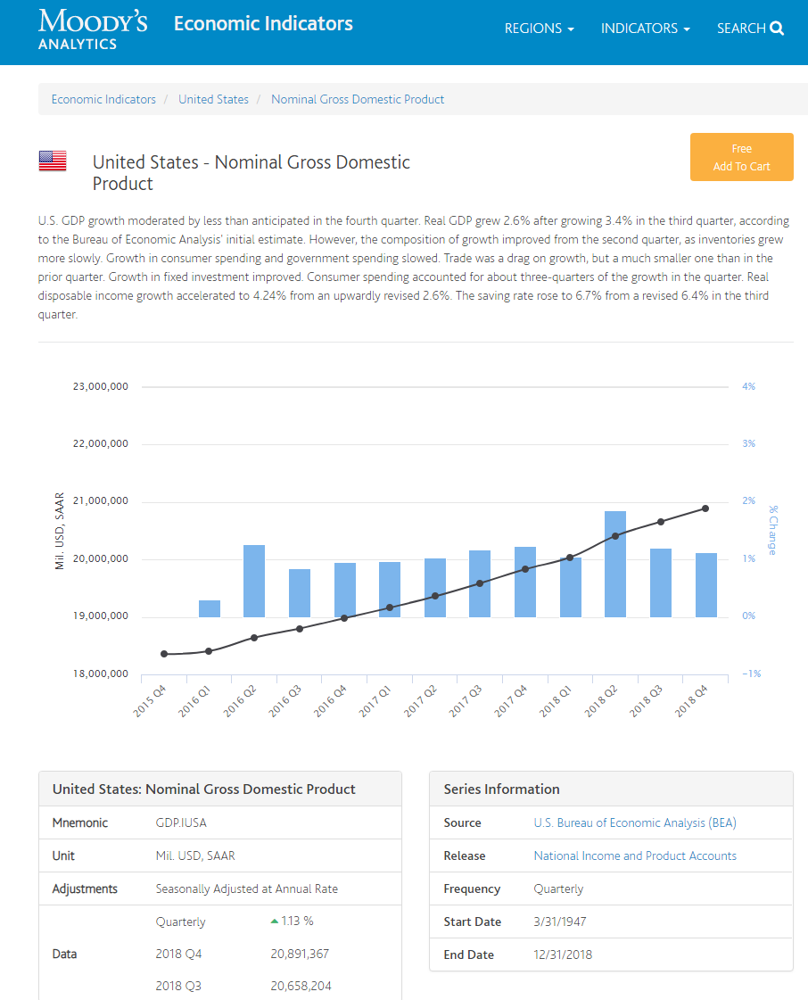 MOODY'S
ANALYTICS
Economic Indicators
REGIONS
INDICATORS
SEARCH
Economic Indicators / United States / Nominal Gross Domestic Product
United States - Nominal Gross Domestic
Product
Free
Add To Cart
U.S. GDP growth moderated by less than anticipated in the fourth quarter. Real GDP grew 2.6% after growing 3.4% in the third quarter, according
to the Bureau of Economic Analysis' initial estimate. However, the composition of growth improved from the second quarter, as inventories grew
more slowly. Growth in consumer spending and government spending slowed. Trade was a drag on growth, but a much smaller one than in the
prior quarter. Growth in fixed investment improved. Consumer spending accounted for about three-quarters of the growth in the quarter. Real
disposable income growth accelerated to 4.24% from an upwardly revised 2.6%. The saving rate rose to 6.7% from a revised 6.4% in the third
quarter.
23,000,000 4%
22,000,000 3%
21,000,000 2%
20,000,000 1%
19,000,000 0%
18,000,000 -1%
Mil. USD, SAAR
% Change
2015 Q4 2016 Q1 2016 Q2 2016 Q3 2016 Q4 2017 Q1 2017 Q2 2017 Q3 2017 Q4 2018 Q1 2018 Q2 2018 Q3 2018 Q4
United States: Nominal Gross Domestic Product
Mnemonic GDP.IUSA
Unit Mil. USD, SAAR
Adjustments Seasonally Adjusted at Annual Rate
Quarterly 1.13 %
Data 2018 Q4 20,891,367
2018 Q3 20,658,204
Series Information
Source U.S. Bureau of Economic Analysis (BEA)
Release National Income and Product Accounts
Frequency Quarterly
Start Date 3/31/1947
End Date 12/31/2018